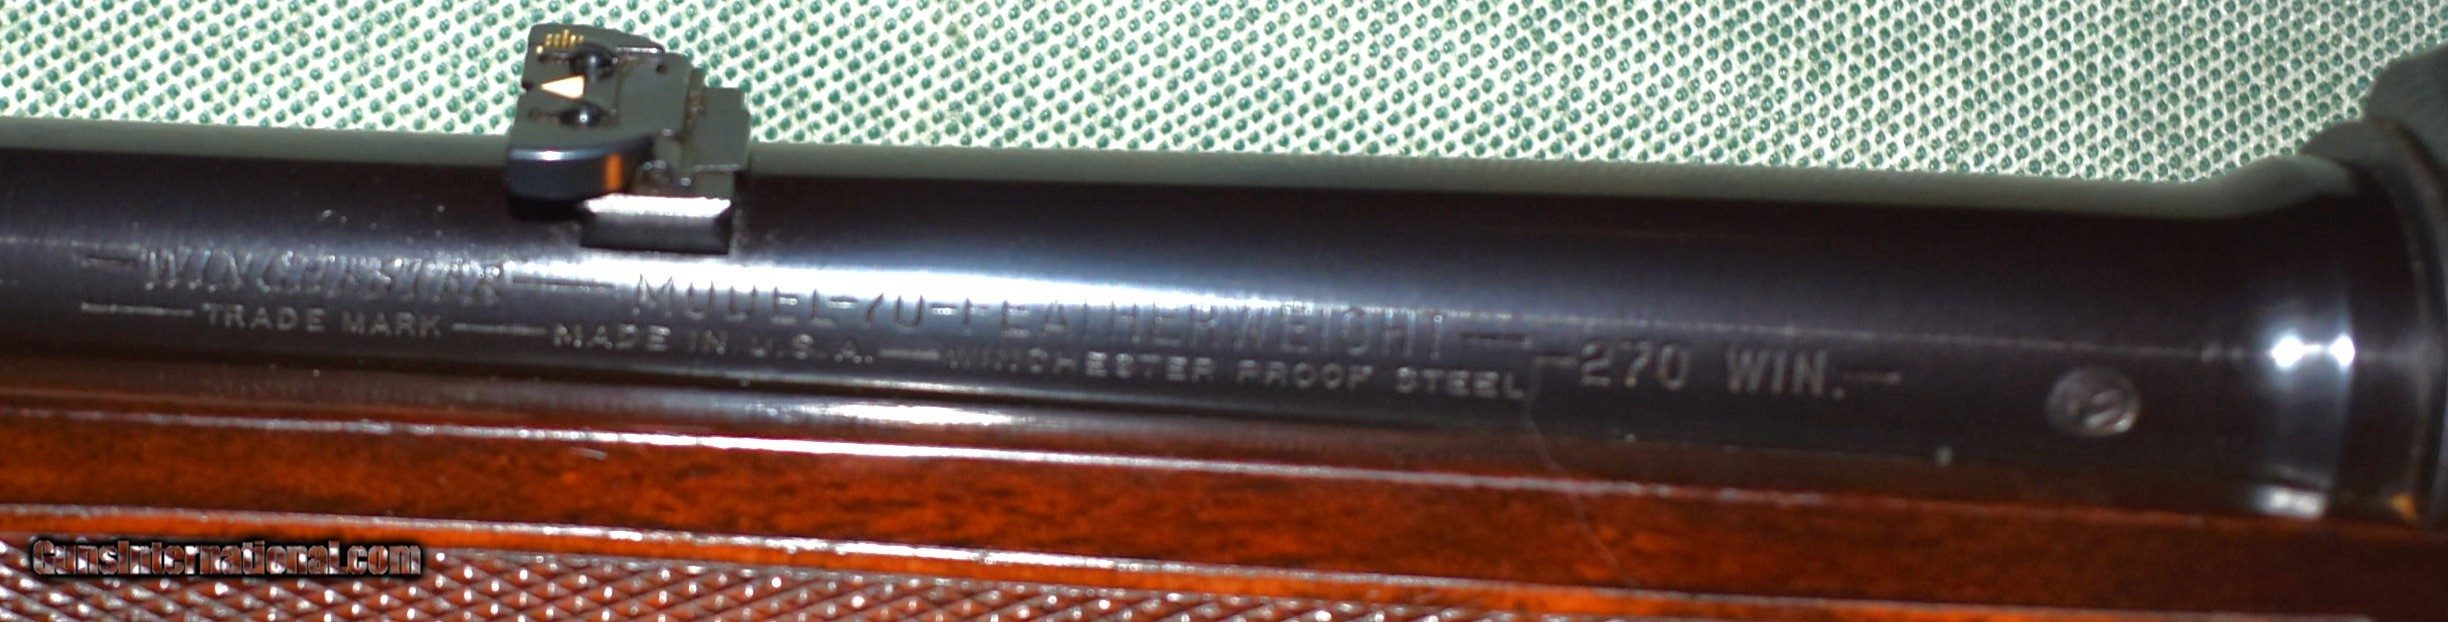 —WINCHESTER— MODEL-70-FEATHERWEIGHT— -270 WIN.—
—TRADE MARK— MADE IN U.S.A.—WINCHESTER PROOF STEEL
GunsInternational.com